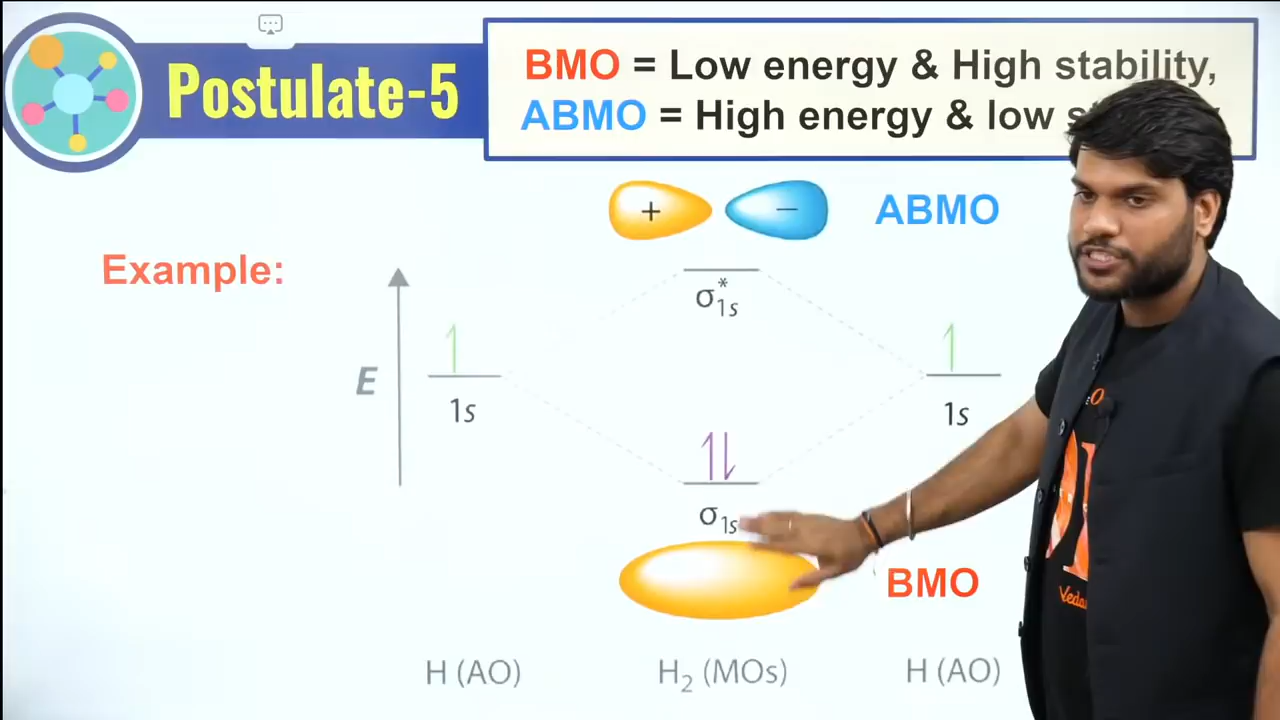 Postulate-5
BMO = Low energy & High stability,
ABMO = High energy & low
+
−
ABMO
Example:
σ*1s
E
1s
1s
σ1s
BMO
H (AO)
H2 (MOs)
H (AO)